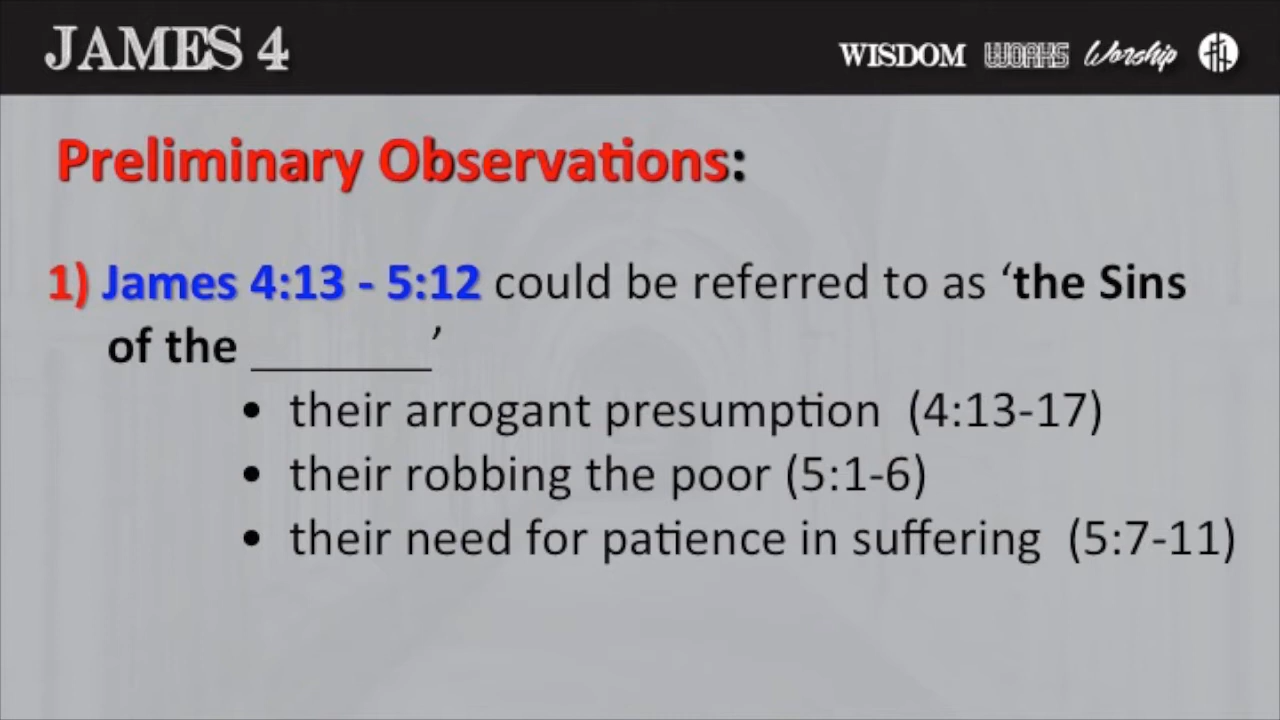 JAMES 4
WISDOM WORKS Worship
Preliminary Observations:
1) James 4:13 - 5:12 could be referred to as ‘the Sins
of the _______’
• their arrogant presumption (4:13-17)
• their robbing the poor (5:1-6)
• their need for patience in suffering (5:7-11)